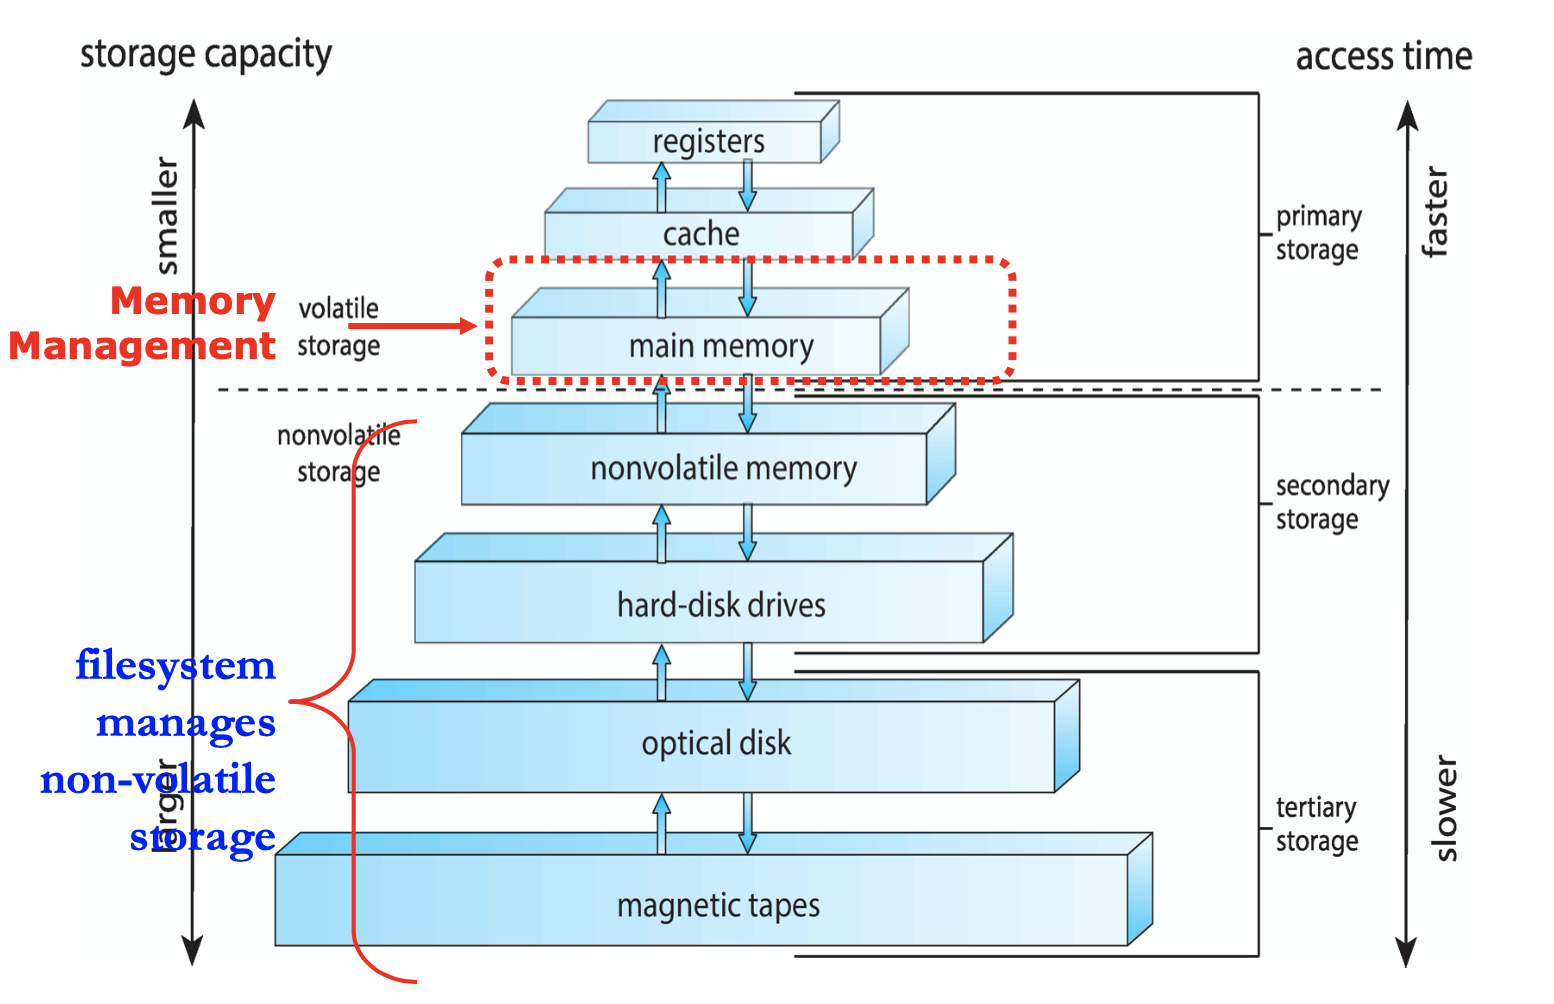 storage capacity
access time
registers
smaller
cache
primary
storage
faster
Memory
Management
volatile
storage
main memory
nonvolatile
storage
nonvolatile memory
secondary
storage
hard-disk drives
filesystem
manages
non-volatile
storage
larger
optical disk
tertiary
storage
slower
magnetic tapes